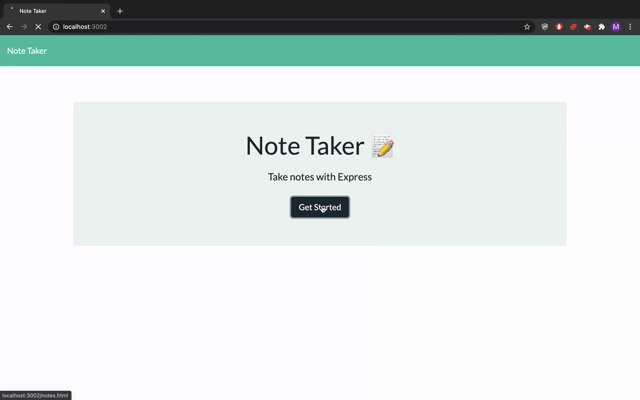 Note Taker
localhost:3002
M
Note Taker
Note Taker
Take notes with Express
Get Started
localhost:3002/notes.html